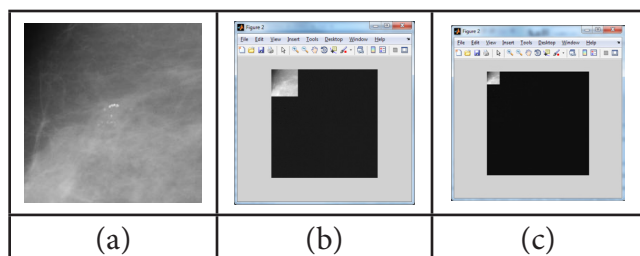 Figure 2
File Edit View Insert Tools Desktop Window Help
Figure 2
File Edit View Insert Tools Desktop Window Help
(a)
(b)
(c)